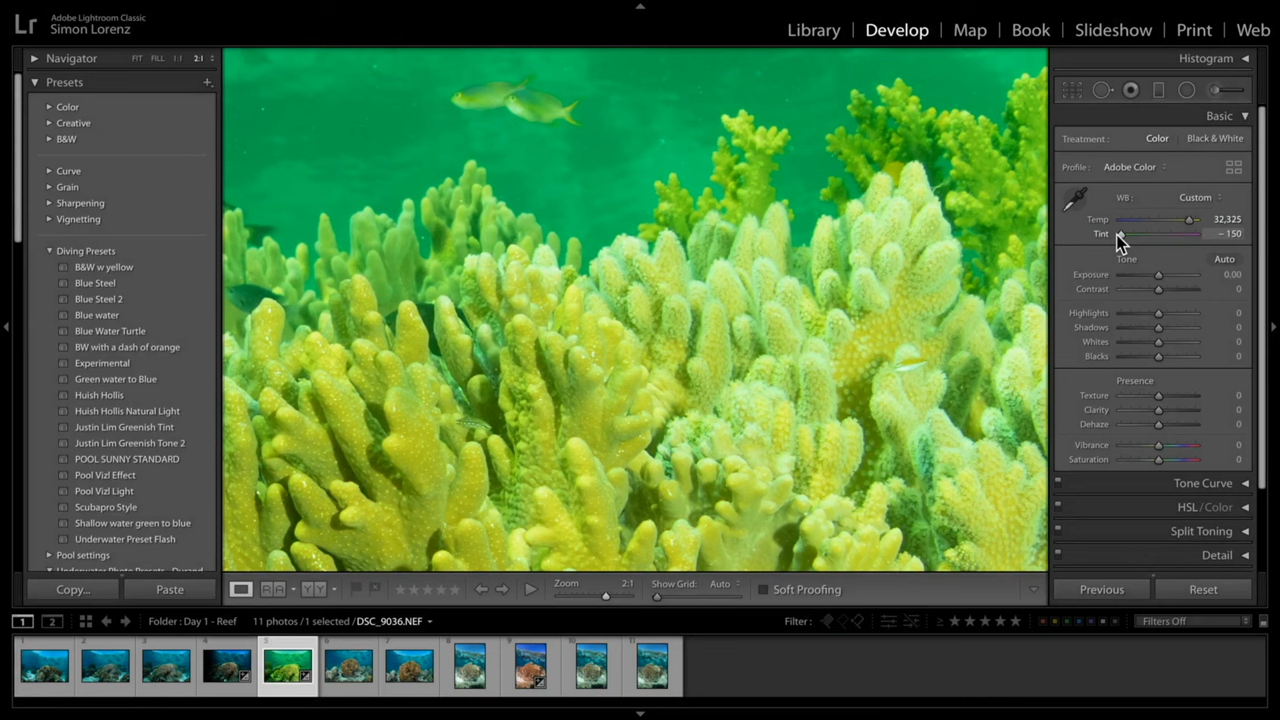 Lr
Adobe Lightroom Classic
Simon Lorenz
Library | Develop | Map | Book | Slideshow | Print | Web
Navigator FIT FILL 1:1 2:1
Presets +
Color
Creative
B&W
Curve
Grain
Sharpening
Vignetting
Diving Presets
B&W w yellow
Blue Steel
Blue Steel 2
Blue water
Blue Water Turtle
BW with a dash of orange
Experimental
Green water to Blue
Huish Hollis
Huish Hollis Natural Light
Justin Lim Greenish Tint
Justin Lim Greenish Tone 2
POOL SUNNY STANDARD
Pool Vizl Effect
Pool Vizl Light
Scubapro Style
Shallow water green to blue
Underwater Preset Flash
Pool settings
Copy... Paste
Zoom 2:1 Show Grid: Auto Soft Proofing
Histogram
Basic
Treatment: Color Black & White
Profile: Adobe Color
WB: Custom
Temp 32,325
Tint – 150
Tone Auto
Exposure 0.00
Contrast 0
Highlights 0
Shadows 0
Whites 0
Blacks 0
Presence
Texture 0
Clarity 0
Dehaze 0
Vibrance 0
Saturation 0
Tone Curve
HSL / Color
Split Toning
Detail
Previous Reset
1 2 Folder: Day 1 - Reef 11 photos / 1 selected / DSC_9036.NEF Filter: Filters Off